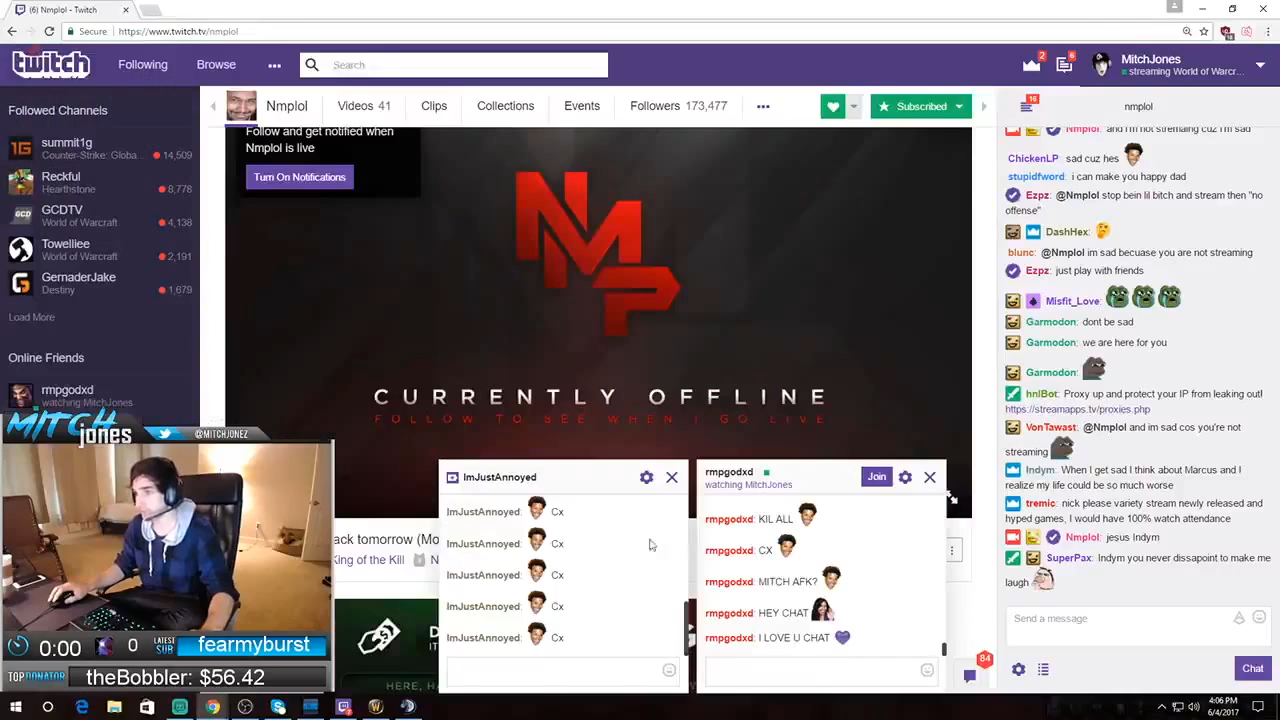 (6) Nmplol - Twitch
Secure
https://www.twitch.tv/nmplol
twitch
Following
Browse
Search
2
6
MitchJones
streaming World of Warcr...
Followed Channels
summit1g
Counter-Strike: Globa...
14,509
Reckful
Hearthstone
8,778
GCDTV
World of Warcraft
4,138
Towelliee
World of Warcraft
2,191
GernaderJake
Destiny
1,679
Load More
Online Friends
rmpgodxd
watching MitchJones
Nmplol
Videos 41
Clips
Collections
Events
Followers 173,477
Subscribed
Follow and get notified when
Nmplol is live
Turn On Notifications
NMP
CURRENTLY OFFLINE
FOLLOW TO SEE WHEN I GO LIVE
ack tomorrow (Mo
King of the Kill
HERE, HA
ImJustAnnoyed
ImJustAnnoyed: Cx
ImJustAnnoyed: Cx
ImJustAnnoyed: Cx
ImJustAnnoyed: Cx
ImJustAnnoyed: Cx
rmpgodxd
watching MitchJones
Join
rmpgodxd: KIL ALL
rmpgodxd: CX
rmpgodxd: MITCH AFK?
rmpgodxd: HEY CHAT
rmpgodxd: I LOVE U CHAT
84
16
nmplol
Nmplol: and i'm not stremaing cuz i'm sad
ChickenLP sad cuz hes
stupidfword: i can make you happy dad
Ezpz: @Nmplol stop bein lil bitch and stream then "no
offense"
DashHex:
blunc: @Nmplol im sad becuase you are not streaming
Ezpz: just play with friends
Misfit_Love:
Garmodon: dont be sad
Garmodon: we are here for you
Garmodon:
hnlBot: Proxy up and protect your IP from leaking out!
https://streamapps.tv/proxies.php
VonTawast: @Nmplol and im sad cos you're not
streaming
Indym: When I get sad I think about Marcus and I
realize my life could be so much worse
tremic: nick please variety stream newly released and
hyped games, I would have 100% watch attendance
Nmplol: jesus Indym
SuperPax: Indym you never dissapoint to make me
laugh
Send a message
Chat
MITCH
jones
@MITCHJONEZ
0:00
0
LATEST
SUB
fearmyburst
TOP DONATOR
theBobbler: $56.42
4:06 PM
6/4/2017